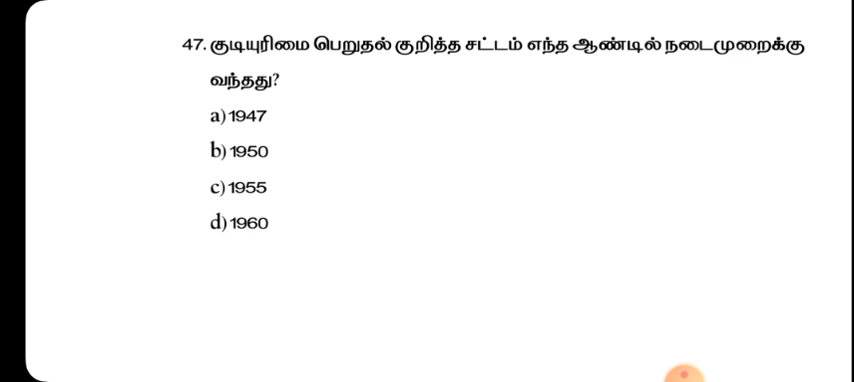 47. குடியுரிமை பெறுதல் குறித்த சட்டம் எந்த ஆண்டில் நடைமுறைக்கு
வந்தது?
a) 1947
b) 1950
c) 1955
d) 1960